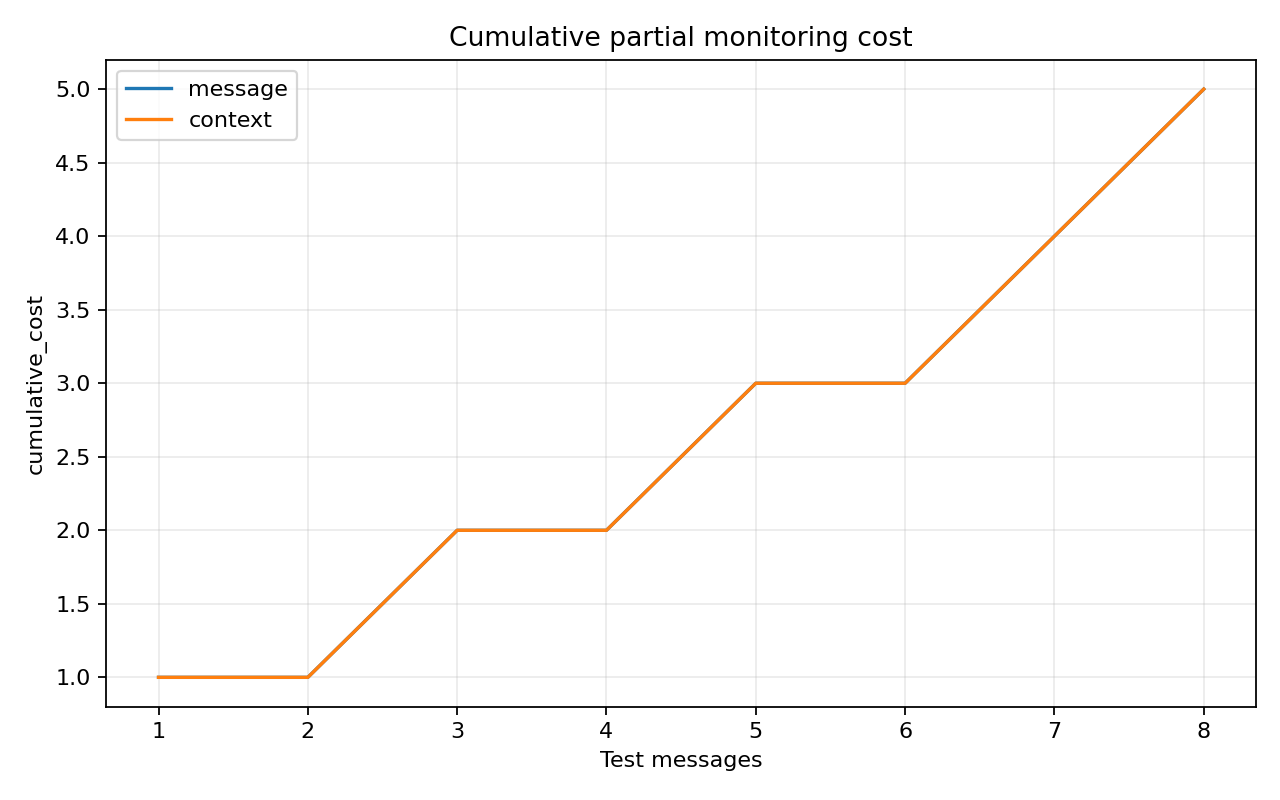 Cumulative partial monitoring cost
message
context
cumulative_cost
5.0
4.5
4.0
3.5
3.0
2.5
2.0
1.5
1.0
1 2 3 4 5 6 7 8
Test messages